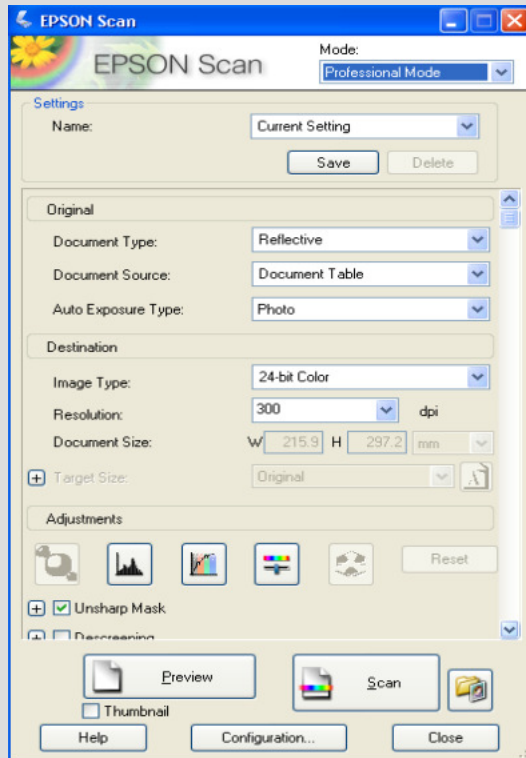 EPSON Scan
EPSON Scan
Mode:
Professional Mode
Settings
Name: Current Setting
Save Delete
Original
Document Type: Reflective
Document Source: Document Table
Auto Exposure Type: Photo
Destination
Image Type: 24-bit Color
Resolution: 300 dpi
Document Size: W 215.9 H 297.2 mm
Target Size: Original A
Adjustments
Reset
Unsharp Mask
Descreening
Preview Scan
Thumbnail
Help Configuration... Close